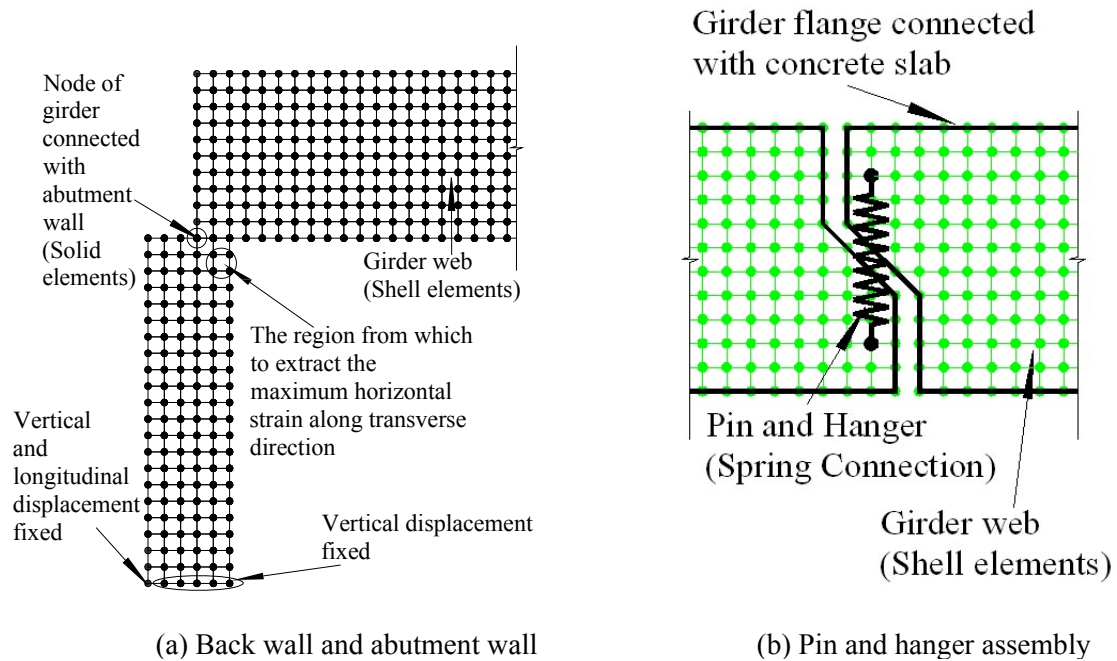 Node of
girder
connected
with
abutment
wall
(Solid
elements)
Girder web
(Shell elements)
The region from which
to extract the
maximum horizontal
strain along transverse
direction
Vertical
and
longitudinal
displacement
fixed
Vertical displacement
fixed
(a) Back wall and abutment wall
Girder flange connected
with concrete slab
Pin and Hanger
(Spring Connection)
Girder web
(Shell elements)
(b) Pin and hanger assembly